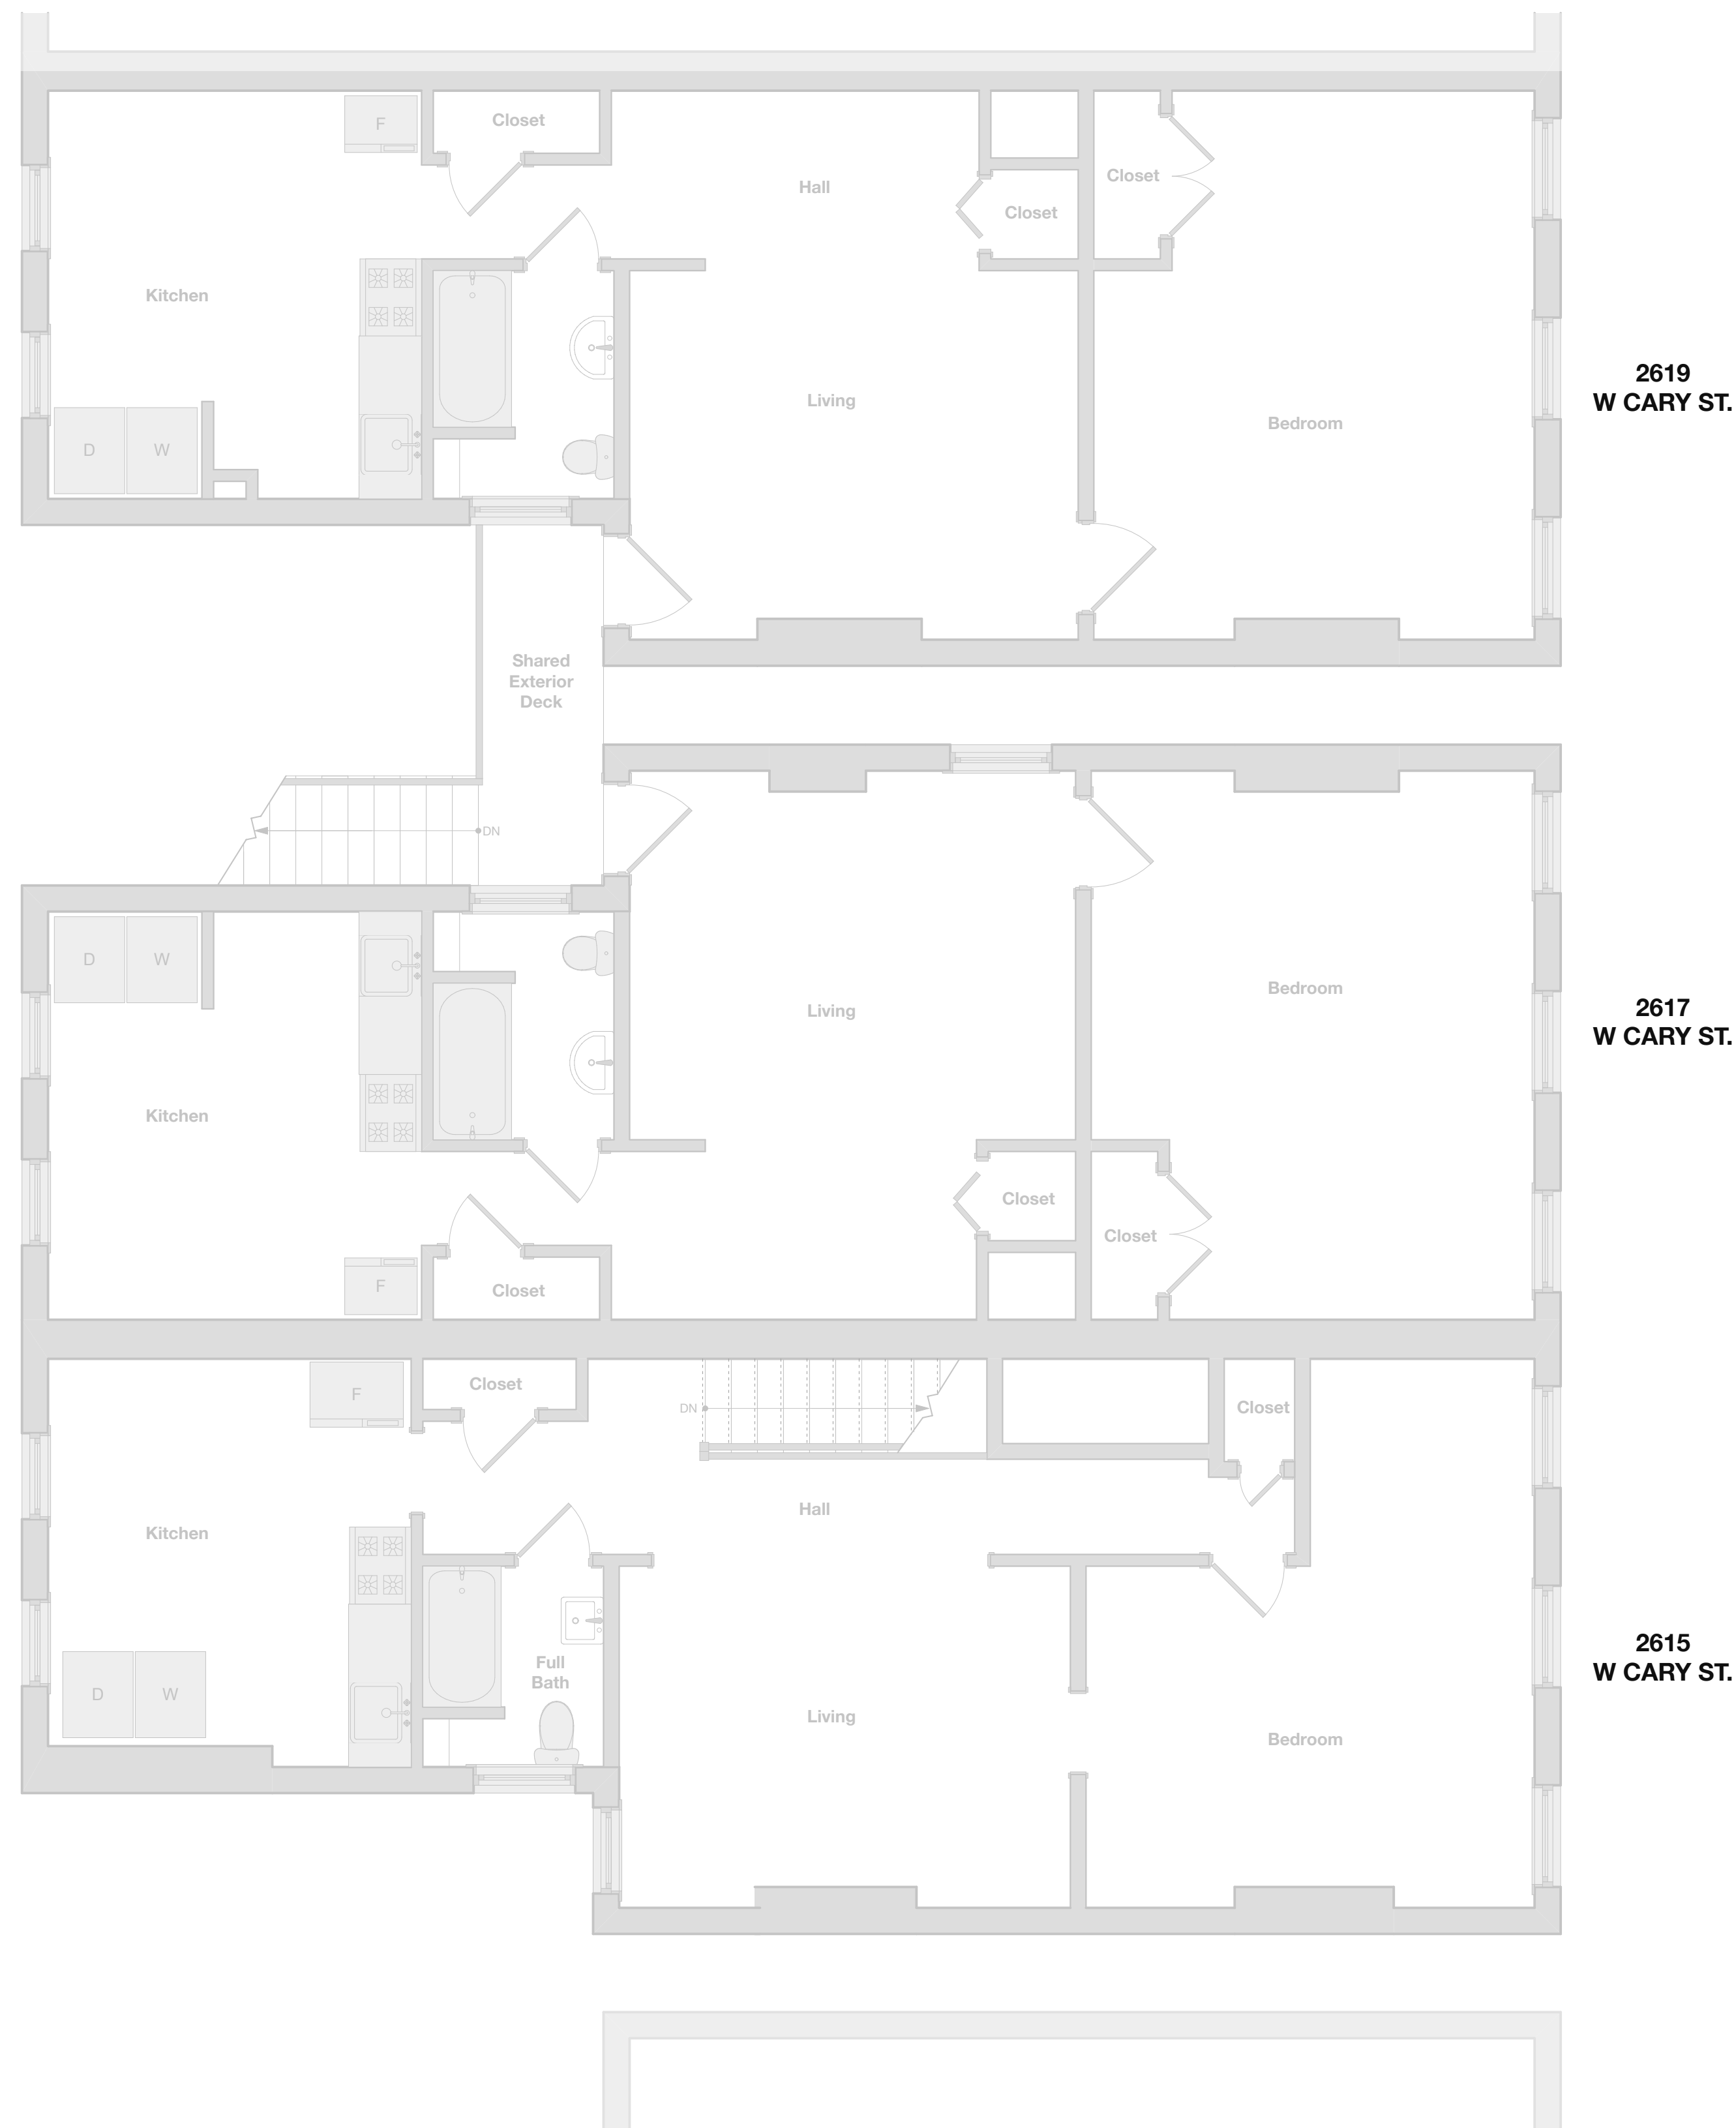 F
Closet
Hall
Closet
Closet
Kitchen
Living
Bedroom
D
W
2619
W CARY ST.
Shared
Exterior
Deck
DN
D
W
Living
Bedroom
Kitchen
Closet
Closet
F
Closet
2617
W CARY ST.
F
Closet
DN
Closet
Hall
Kitchen
Full
Bath
D
W
Living
Bedroom
2615
W CARY ST.